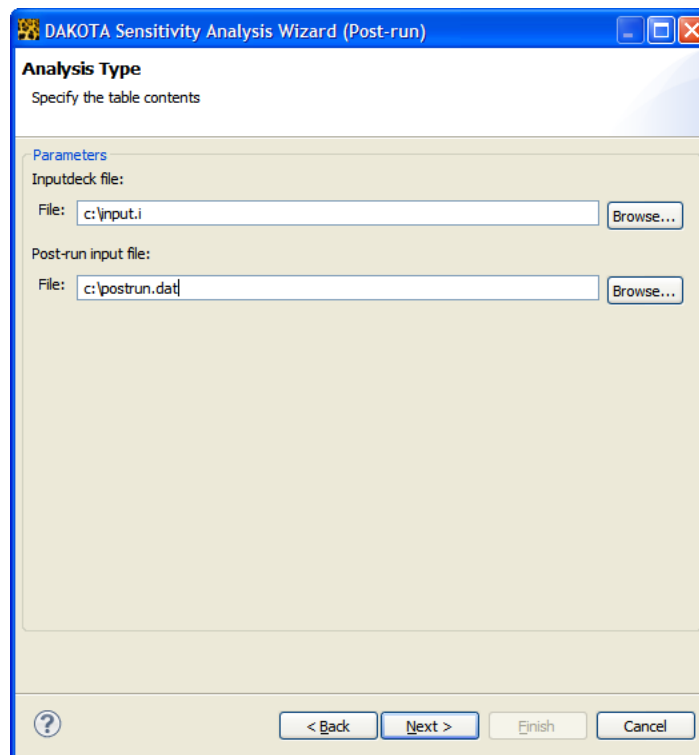 DAKOTA Sensitivity Analysis Wizard (Post-run)
Analysis Type
Specify the table contents
Parameters
Inputdeck file:
File: c:\input.i Browse...
Post-run input file:
File: c:\postrun.dat Browse...
? < Back Next > Finish Cancel